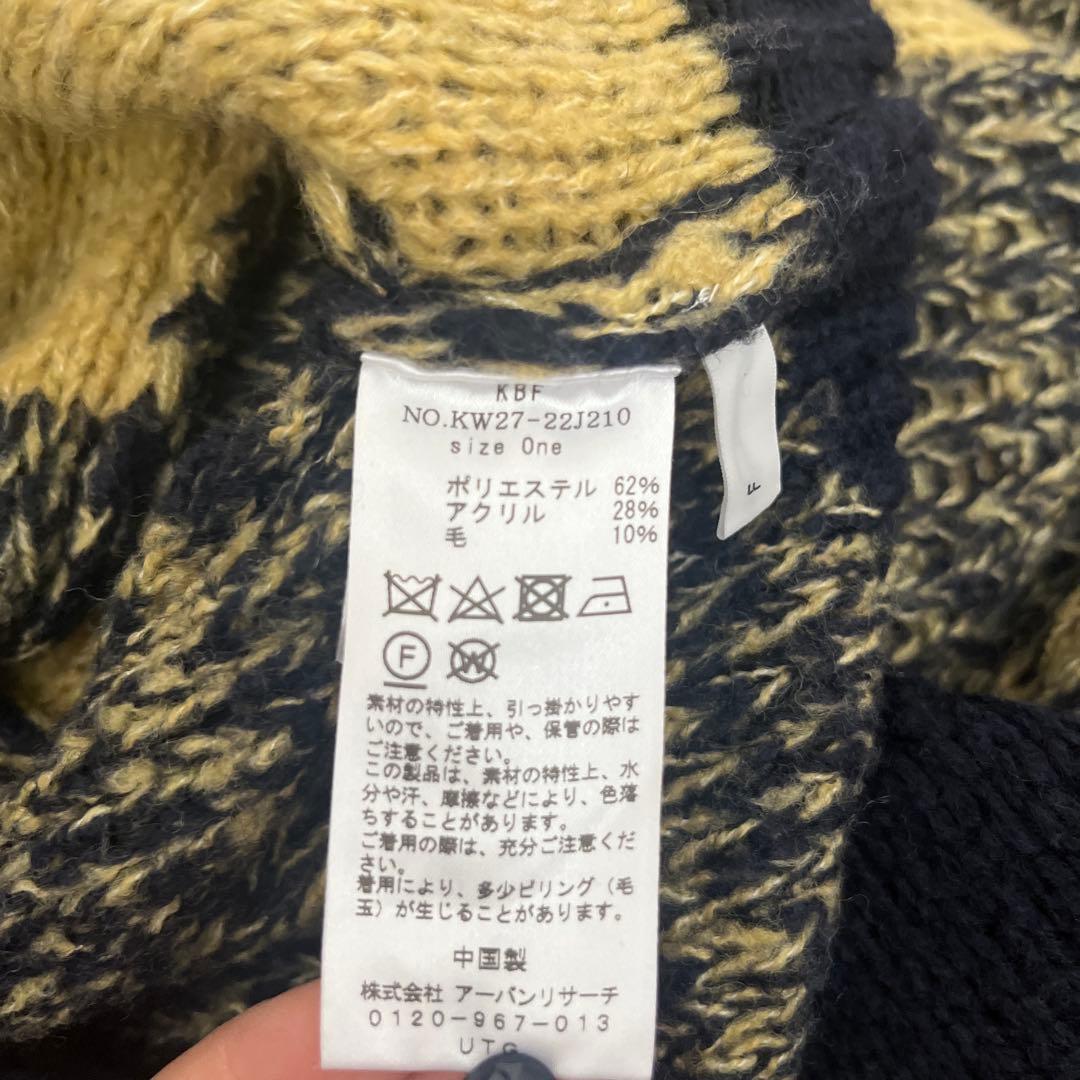 KBF
NO.KW27-22J210
size One
ポリエステル 62%
アクリル 28%
毛 10%
F
W
素材の特性上、引っ掛かりやす
いので、ご着用や、保管の際は
ご注意ください。
この製品は、素材の特性上、水
分や汗、摩擦などにより、色落
ちすることがあります。
ご着用の際は、充分ご注意くだ
さい。
着用により、多少ピリング（毛
玉）が生じることがあります。
中国製
株式会社 アーバンリサーチ
0120-967-013
UTG
F